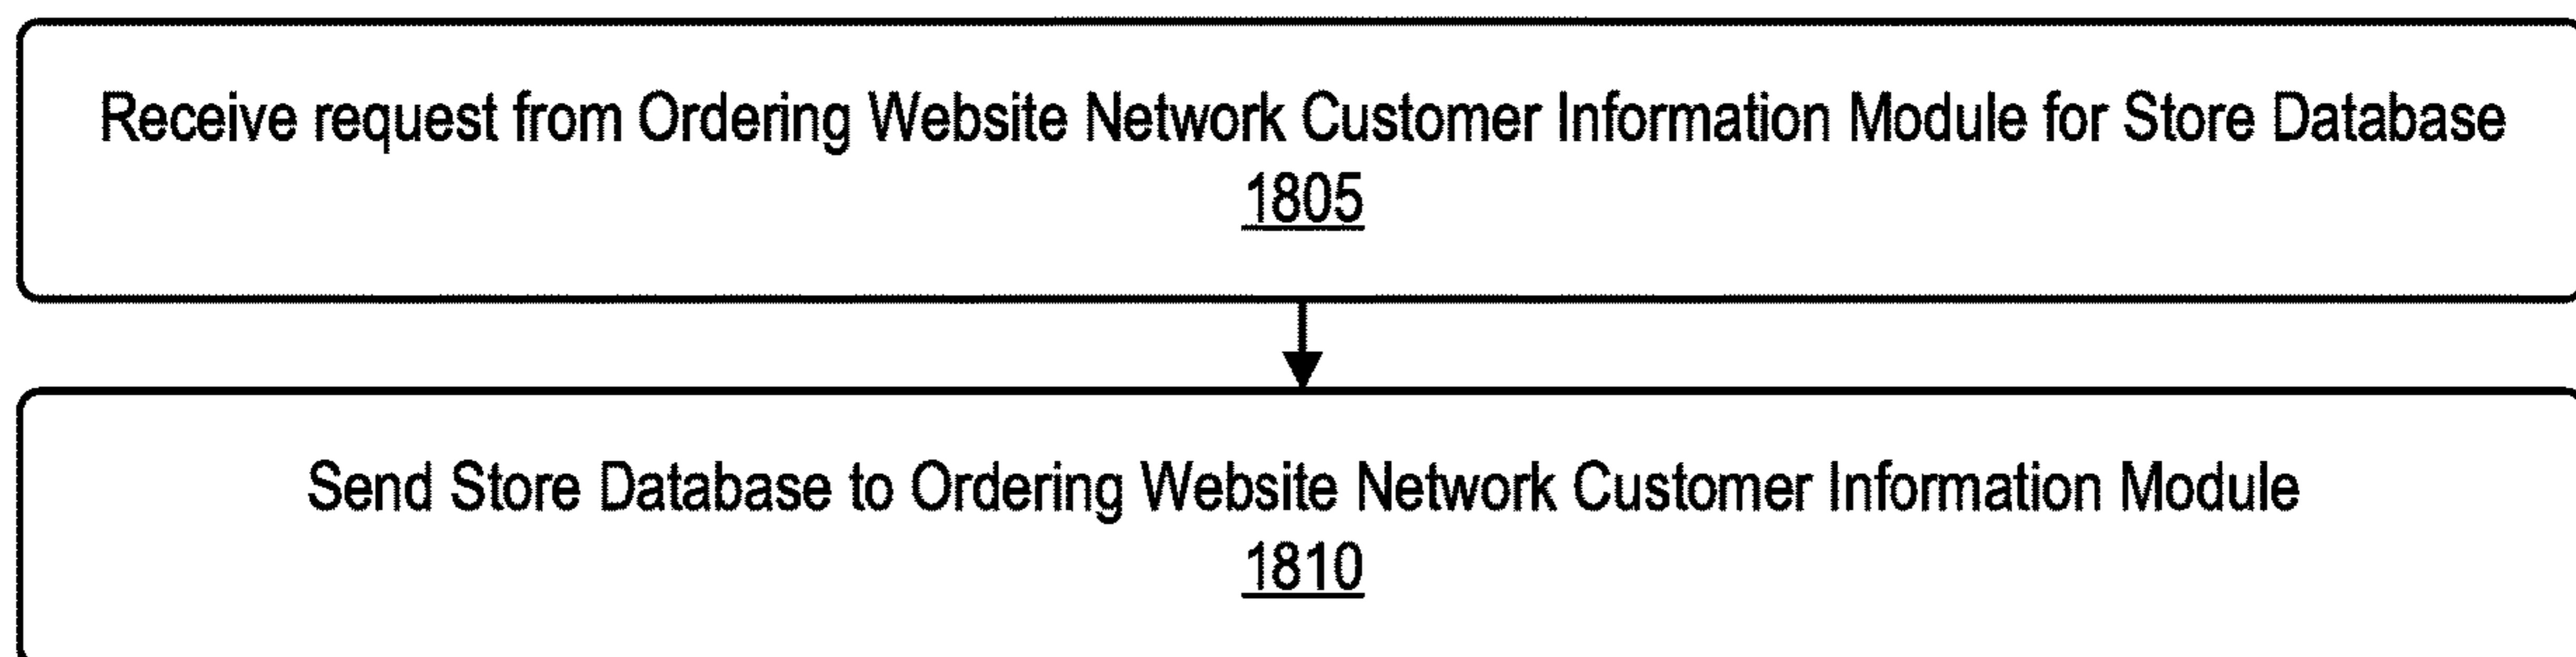 Receive request from Ordering Website Network Customer Information Module for Store Database
1805
Send Store Database to Ordering Website Network Customer Information Module
1810